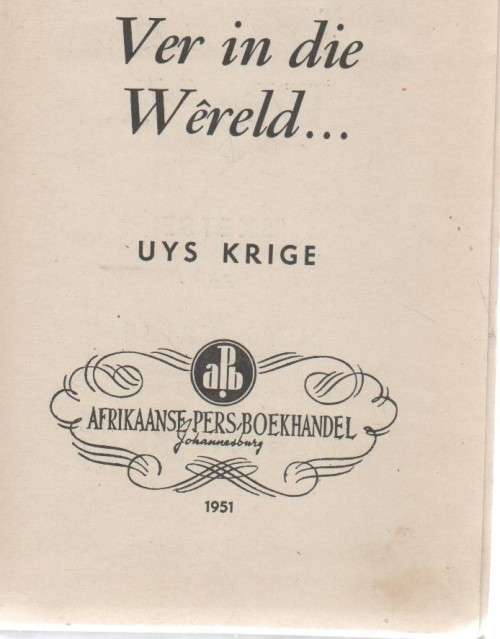 Ver in die
Wêreld...
UYS KRIGE
aPb
AFRIKAANSE-PERS-BOEKHANDEL
Johannesburg
1951